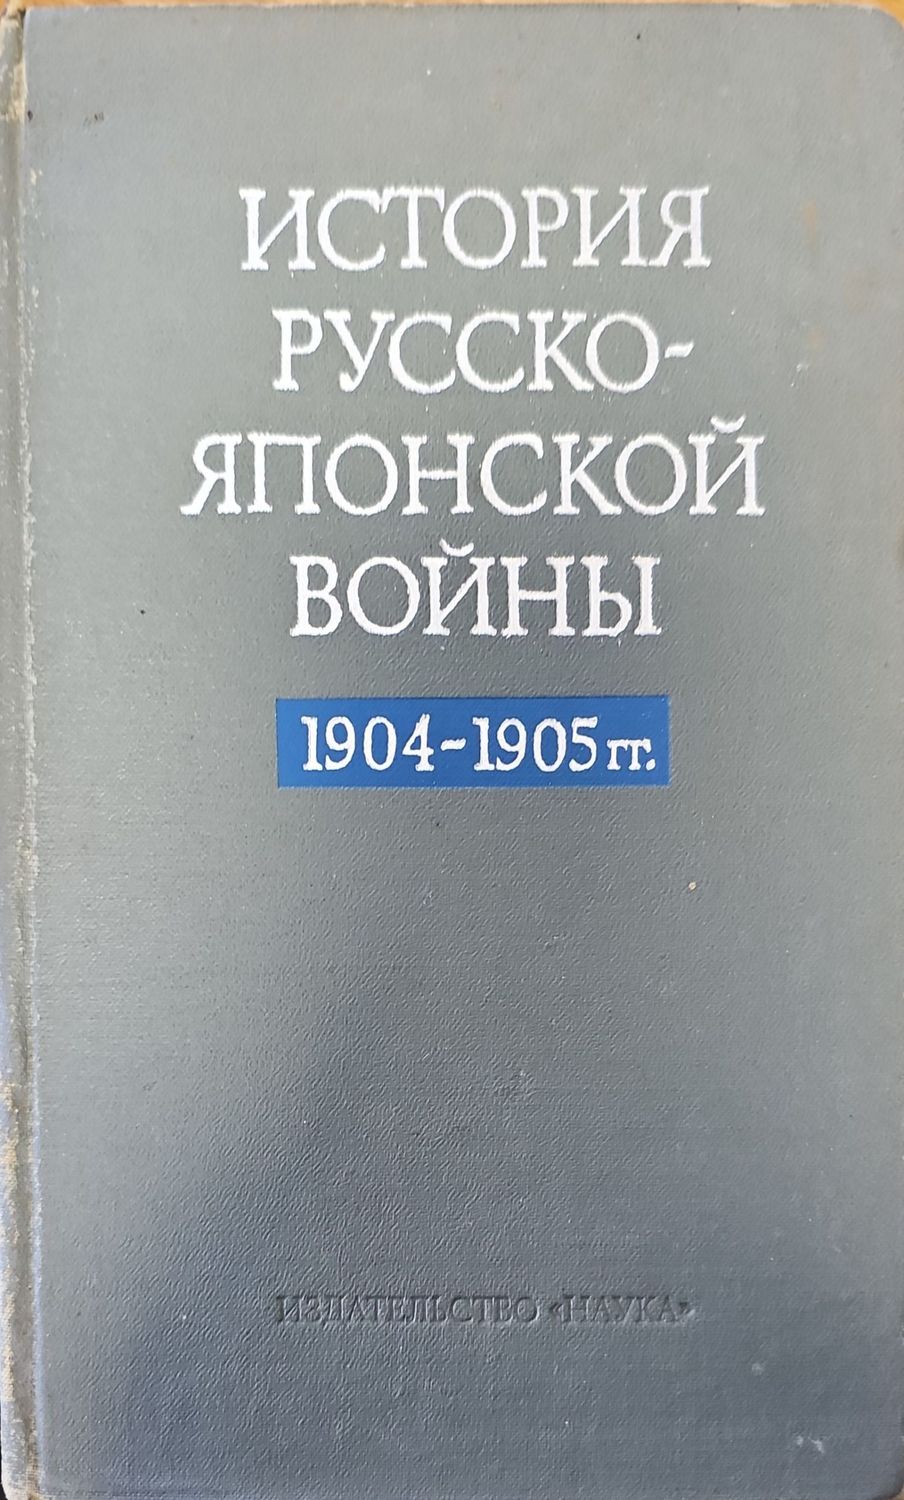 ИСТОРИЯ
РУССКО-
ЯПОНСКОЙ
ВОЙНЫ
1904-1905 гг.
ИЗДАТЕЛЬСТВО «НАУКА»